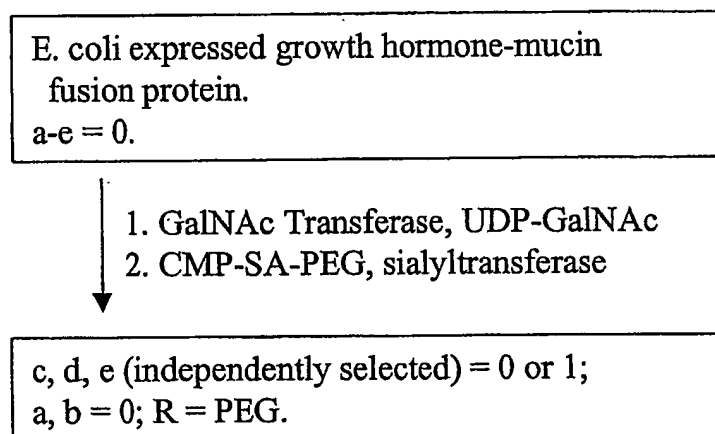 E. coli expressed growth hormone-mucin
fusion protein.
a-e = 0.
1. GalNAc Transferase, UDP-GalNAc
2. CMP-SA-PEG, sialyltransferase
c, d, e (independently selected) = 0 or 1;
a, b = 0; R = PEG.